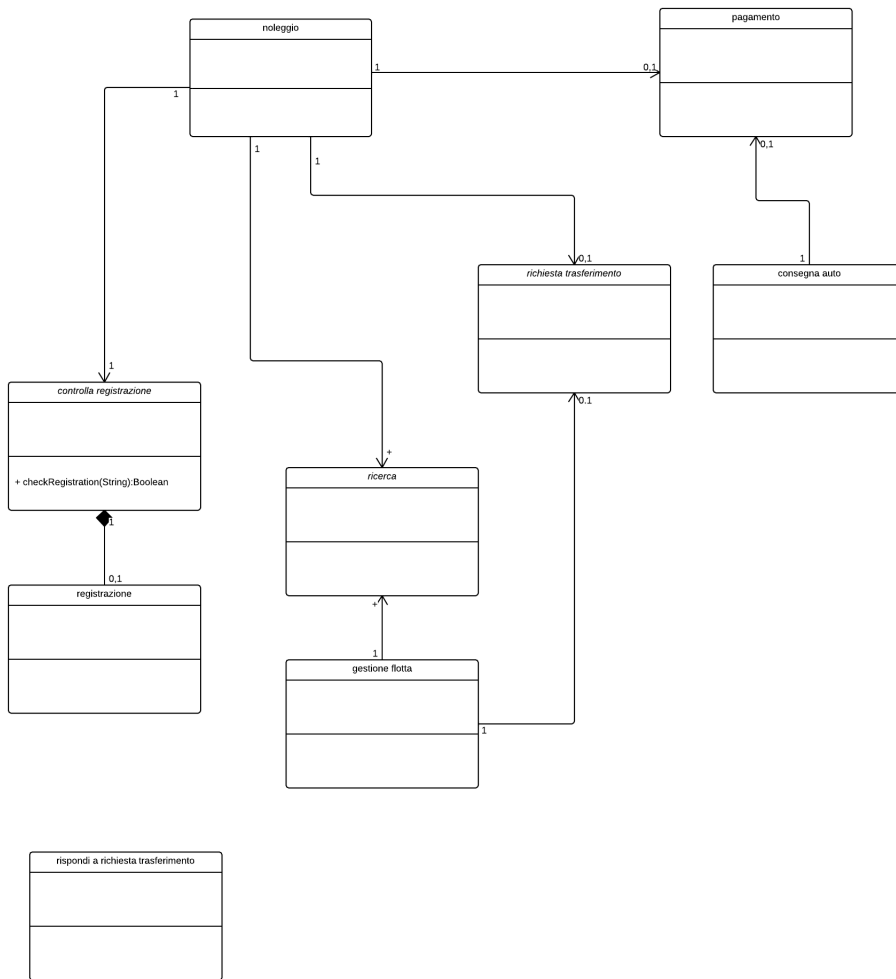 pagamento
noleggio
1
0,1
1
1
1
0,1
1
0,1
richiesta trasferimento
consegna auto
1
controlla registrazione
0.1
+ checkRegistration(String):Boolean
+
ricerca
1
0,1
registrazione
+
1
gestione flotta
1
rispondi a richiesta trasferimento